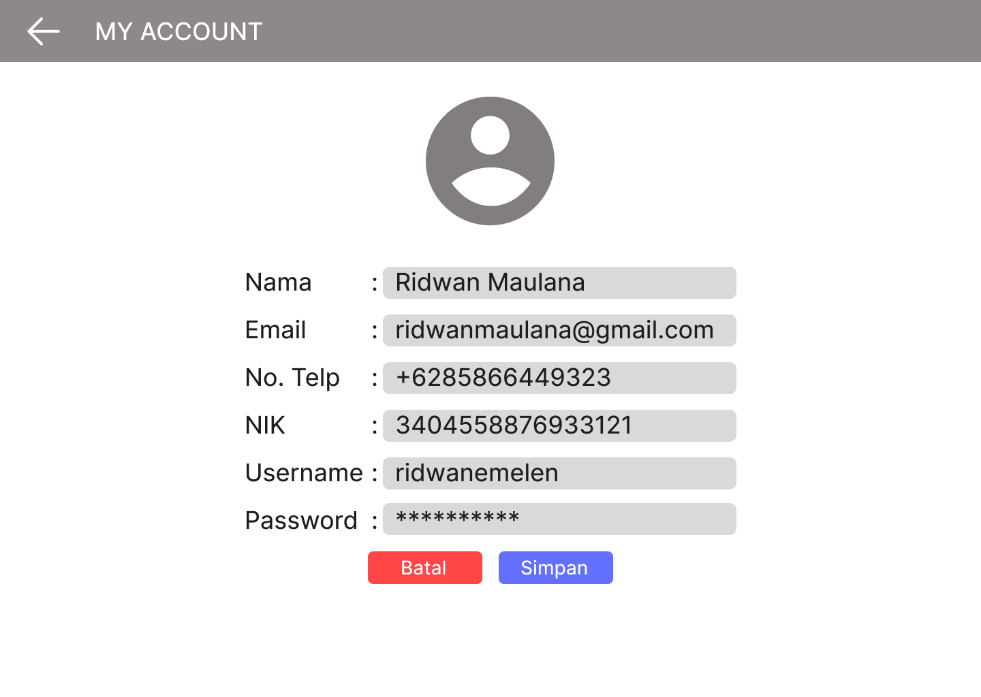 MY ACCOUNT
Nama : Ridwan Maulana
Email : ridwanmaulana@gmail.com
No. Telp : +6285866449323
NIK : 3404558876933121
Username : ridwanemelen
Password : **********
Batal Simpan